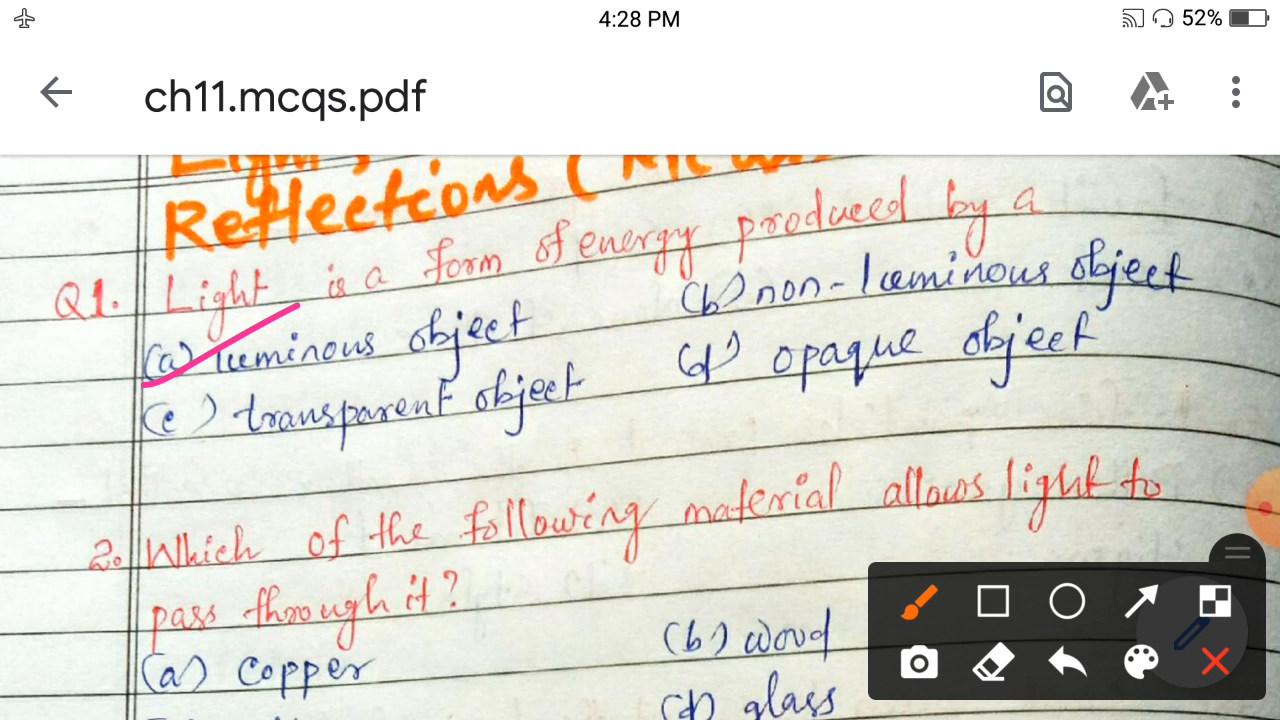 4:28 PM
52%
ch11.mcqs.pdf
Reflections (
Q1. Light is a form of energy produced by a
(a) luminous object (b) non-luminous object
(c) transparent object (d) opaque object
2. Which of the following material allows light to
pass through it?
(a) copper (b) wood
(d) glass